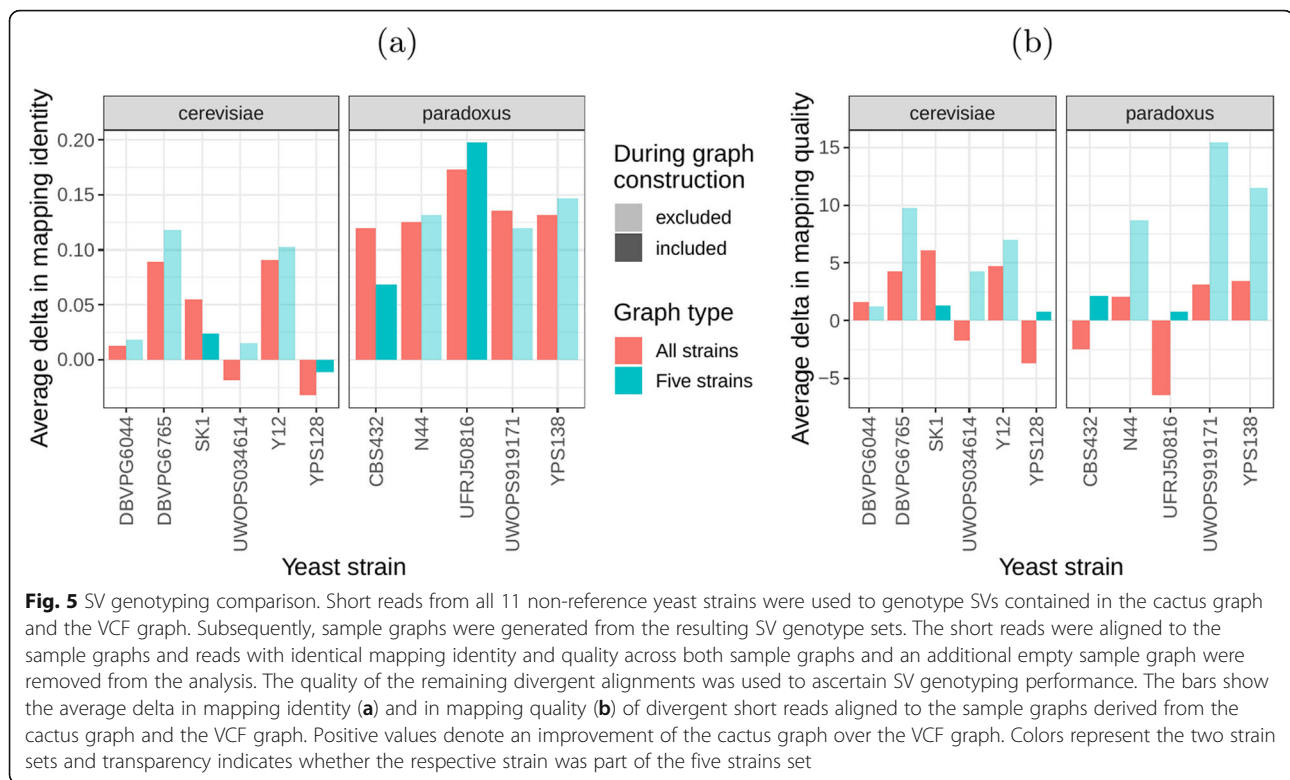 (a)
cerevisiae
paradoxus
Average delta in mapping identity
0.20
0.15
0.10
0.05
0.00
DBVPG6044
DBVPG6765
SK1
UWOPS034614
Y12
YPS128
CBS432
N44
UFRJ50816
UWOPS919171
YPS138
Yeast strain
During graph
construction
excluded
included
Graph type
All strains
Five strains
(b)
cerevisiae
paradoxus
Average delta in mapping quality
15
10
5
0
−5
DBVPG6044
DBVPG6765
SK1
UWOPS034614
Y12
YPS128
CBS432
N44
UFRJ50816
UWOPS919171
YPS138
Yeast strain
Fig. 5 SV genotyping comparison. Short reads from all 11 non-reference yeast strains were used to genotype SVs contained in the cactus graph
and the VCF graph. Subsequently, sample graphs were generated from the resulting SV genotype sets. The short reads were aligned to the
sample graphs and reads with identical mapping identity and quality across both sample graphs and an additional empty sample graph were
removed from the analysis. The quality of the remaining divergent alignments was used to ascertain SV genotyping performance. The bars show
the average delta in mapping identity (a) and in mapping quality (b) of divergent short reads aligned to the sample graphs derived from the
cactus graph and the VCF graph. Positive values denote an improvement of the cactus graph over the VCF graph. Colors represent the two strain
sets and transparency indicates whether the respective strain was part of the five strains set